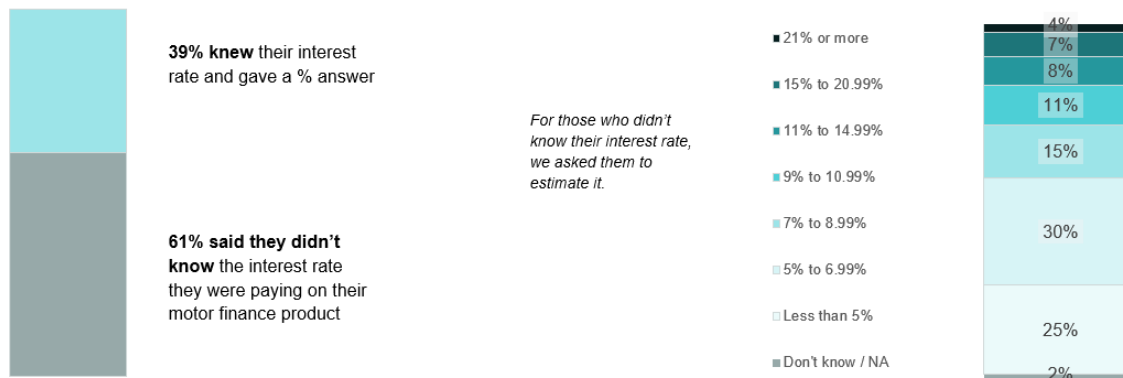 39% knew their interest
rate and gave a % answer
61% said they didn’t
know the interest rate
they were paying on their
motor finance product
For those who didn’t
know their interest rate,
we asked them to
estimate it.
21% or more
15% to 20.99%
11% to 14.99%
9% to 10.99%
7% to 8.99%
5% to 6.99%
Less than 5%
Don't know / NA
4%
7%
8%
11%
15%
30%
25%
2%